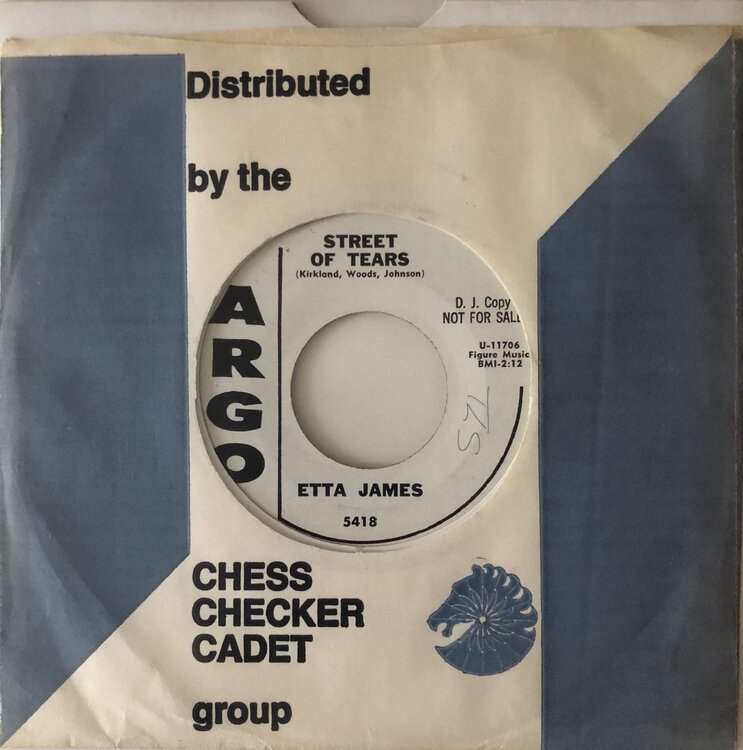 Distributed
by the
STREET
OF TEARS
(Kirkland, Woods, Johnson)
D. J. Copy
NOT FOR SALE
U-11706
Figure Music
BMI-2:12
ARGO
ETTA JAMES
5418
CHESS
CHECKER
CADET
group